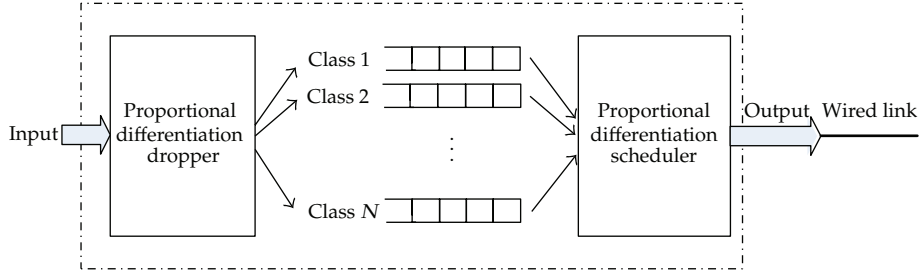 Input
Proportional
differentiation
dropper
Class 1
Class 2
⋮
Class N
Proportional
differentiation
scheduler
Output
Wired link